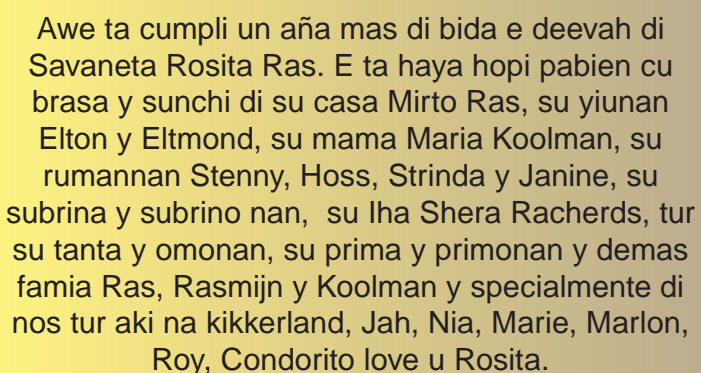 Awe ta cumpli un aña mas di bida e deevah di
Savaneta Rosita Ras. E ta haya hopi pabien cu
brasa y sunchi di su casa Mirto Ras, su yiunan
Elton y Eltmond, su mama Maria Koolman, su
rumannan Stenny, Hoss, Strinda y Janine, su
subrina y subrino nan, su Iha Shera Racherds, tur
su tanta y omonan, su prima y primonan y demas
famia Ras, Rasmijn y Koolman y specialmente di
nos tur aki na kikkerland, Jah, Nia, Marie, Marlon,
Roy, Condorito love u Rosita.